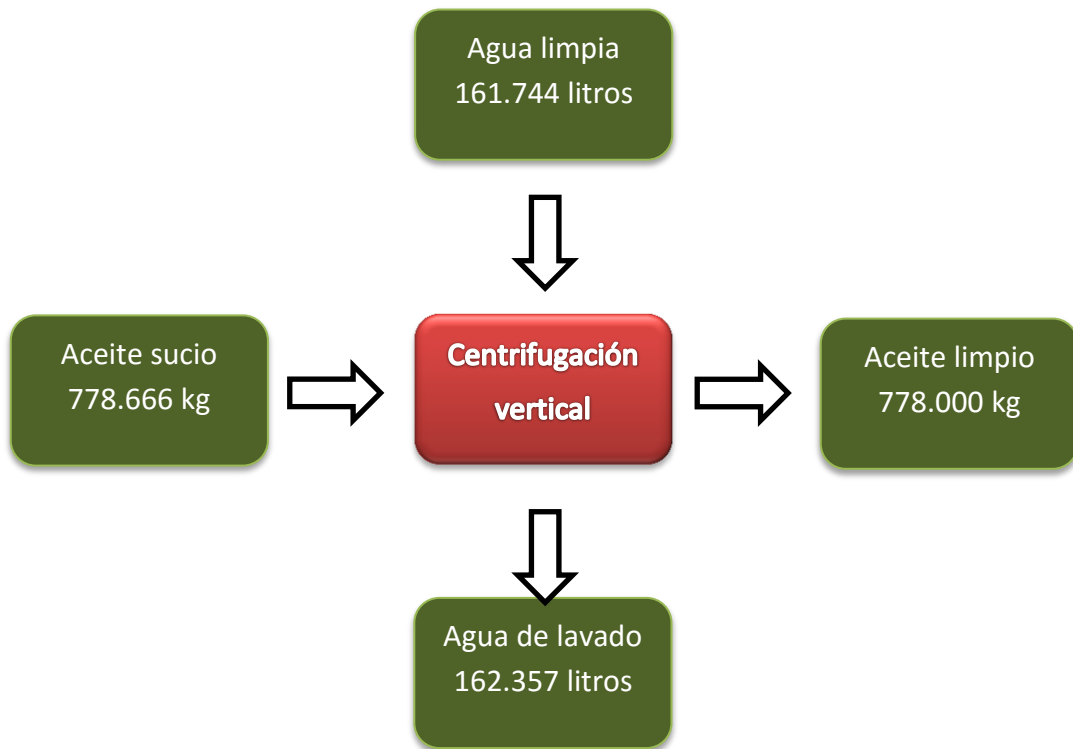 Agua limpia
161.744 litros
Aceite sucio
778.666 kg
Centrifugación
vertical
Aceite limpio
778.000 kg
Agua de lavado
162.357 litros